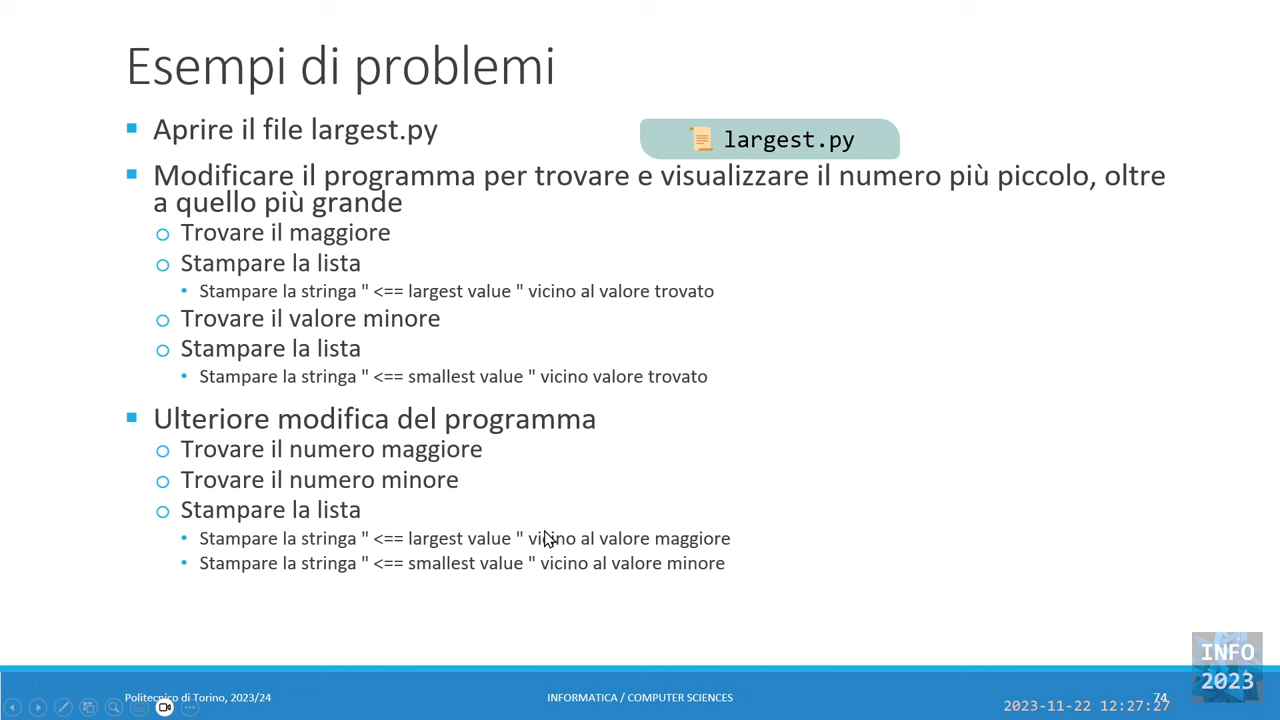 Esempi di problemi
Aprire il file largest.py
largest.py
Modificare il programma per trovare e visualizzare il numero più piccolo, oltre
a quello più grande
Trovare il maggiore
Stampare la lista
Stampare la stringa " <== largest value " vicino al valore trovato
Trovare il valore minore
Stampare la lista
Stampare la stringa " <== smallest value " vicino valore trovato
Ulteriore modifica del programma
Trovare il numero maggiore
Trovare il numero minore
Stampare la lista
Stampare la stringa " <== largest value " vicino al valore maggiore
Stampare la stringa " <== smallest value " vicino al valore minore
INFO
2023
Politecnico di Torino, 2023/24
INFORMATICA / COMPUTER SCIENCES
74
2023-11-22 12:27:27